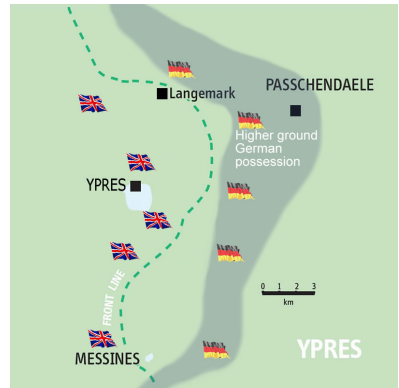 PASSCHENDAELE
Langemark
Higher ground
German
possession
YPRES
0 1 2 3
km
FRONT LINE
MESSINES
YPRES